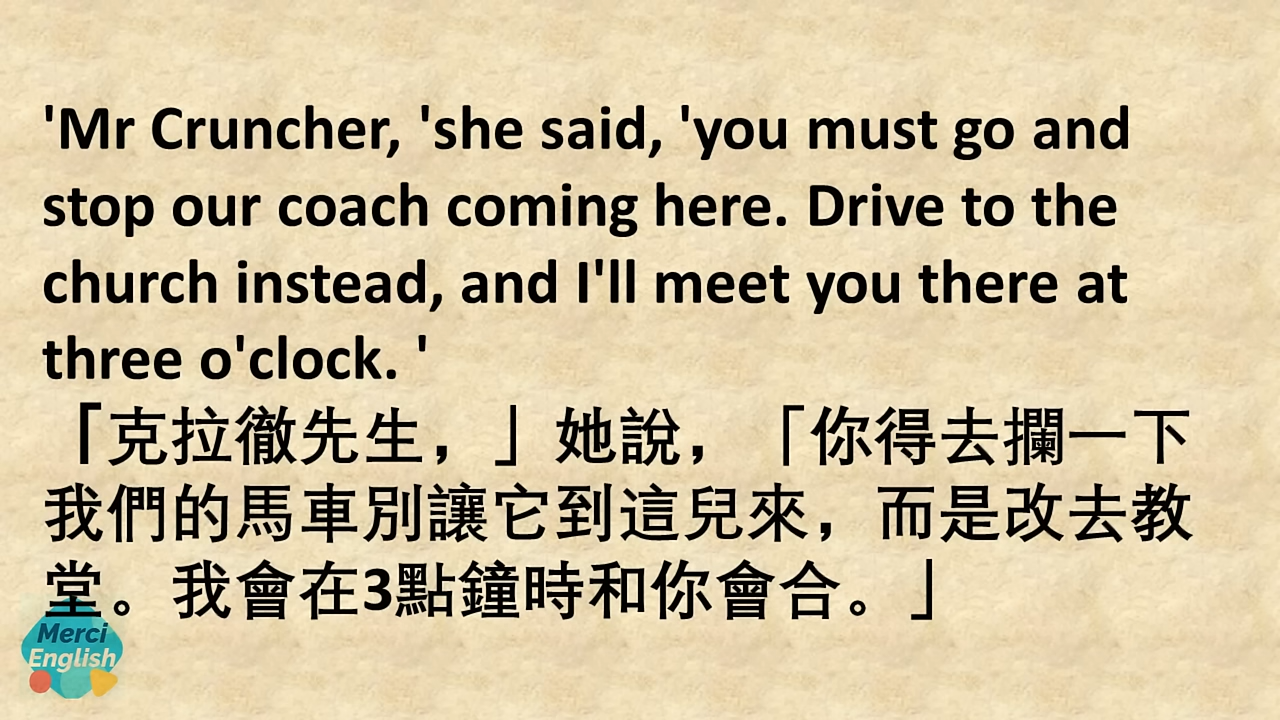 'Mr Cruncher, 'she said, 'you must go and
stop our coach coming here. Drive to the
church instead, and I'll meet you there at
three o'clock. '
「克拉徹先生，」她說，「你得去攔一下
我們的馬車別讓它到這兒來，而是改去教
堂。我會在3點鐘時和你會合。」
Merci
English